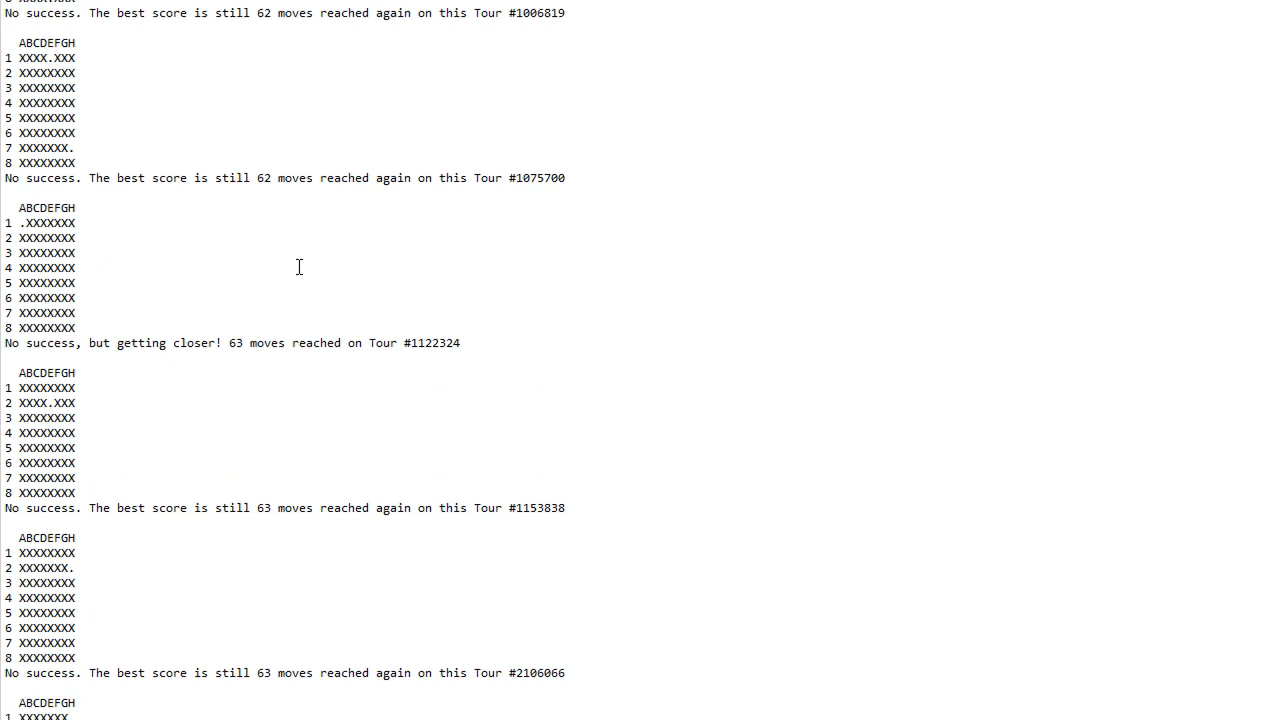 No success. The best score is still 62 moves reached again on this Tour #1006819
ABCDEFGH
1 XXXX.XXX
2 XXXXXXXX
3 XXXXXXXX
4 XXXXXXXX
5 XXXXXXXX
6 XXXXXXXX
7 XXXXXXX.
8 XXXXXXXX
No success. The best score is still 62 moves reached again on this Tour #1075700
ABCDEFGH
1 .XXXXXXX
2 XXXXXXXX
3 XXXXXXXX
4 XXXXXXXX
5 XXXXXXXX
6 XXXXXXXX
7 XXXXXXXX
8 XXXXXXXX
No success, but getting closer! 63 moves reached on Tour #1122324
ABCDEFGH
1 XXXXXXXX
2 XXXX.XXX
3 XXXXXXXX
4 XXXXXXXX
5 XXXXXXXX
6 XXXXXXXX
7 XXXXXXXX
8 XXXXXXXX
No success. The best score is still 63 moves reached again on this Tour #1153838
ABCDEFGH
1 XXXXXXXX
2 XXXXXXX.
3 XXXXXXXX
4 XXXXXXXX
5 XXXXXXXX
6 XXXXXXXX
7 XXXXXXXX
8 XXXXXXXX
No success. The best score is still 63 moves reached again on this Tour #2106066
ABCDEFGH